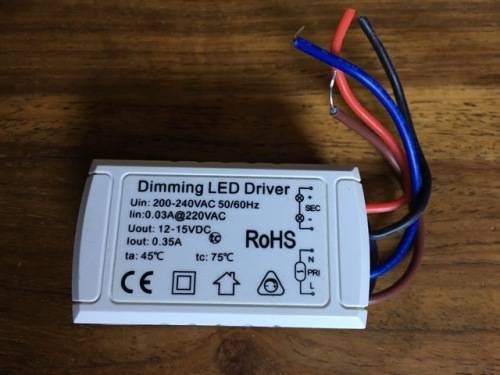 Dimming LED Driver
Uin: 200-240VAC 50/60Hz
Iin:0.03A@220VAC
Uout: 12-15VDC
Iout: 0.35A
ta: 45℃ tc: 75℃
RoHS
CE
+
SEC
-
N
PRI
L